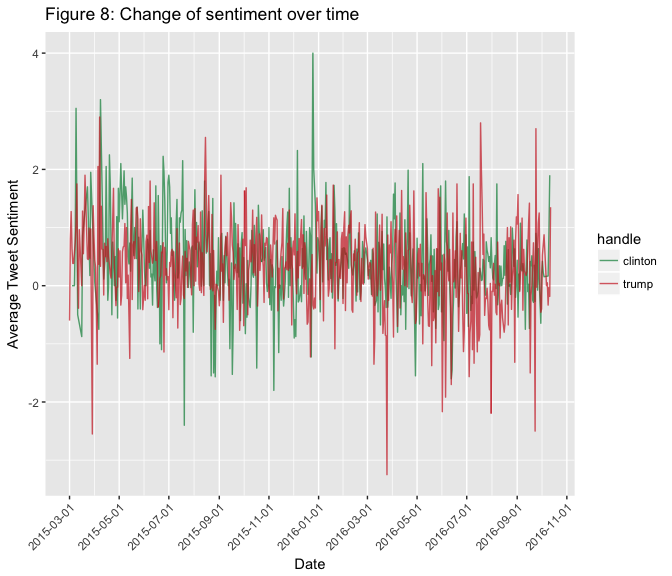 Figure 8: Change of sentiment over time
Average Tweet Sentiment
4
2
0
-2
2015-03-01
2015-05-01
2015-07-01
2015-09-01
2015-11-01
2016-01-01
2016-03-01
2016-05-01
2016-07-01
2016-09-01
2016-11-01
Date
handle
clinton
trump